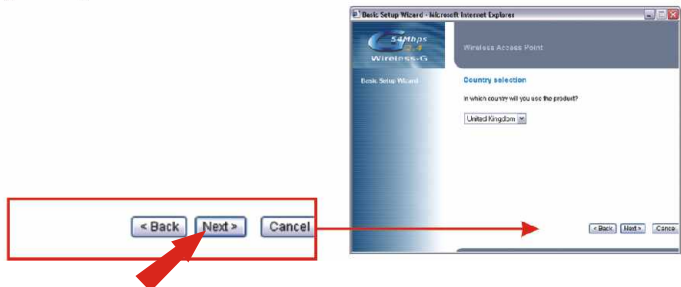 Basic Setup Wizard - Microsoft Internet Explorer
54Mbps
2.4
Wireless-G
Wireless Access Point
Basic Setup Wizard
Country selection
In which country will you use the product?
United Kingdom
< Back Next > Cancel
< Back Next > Cance